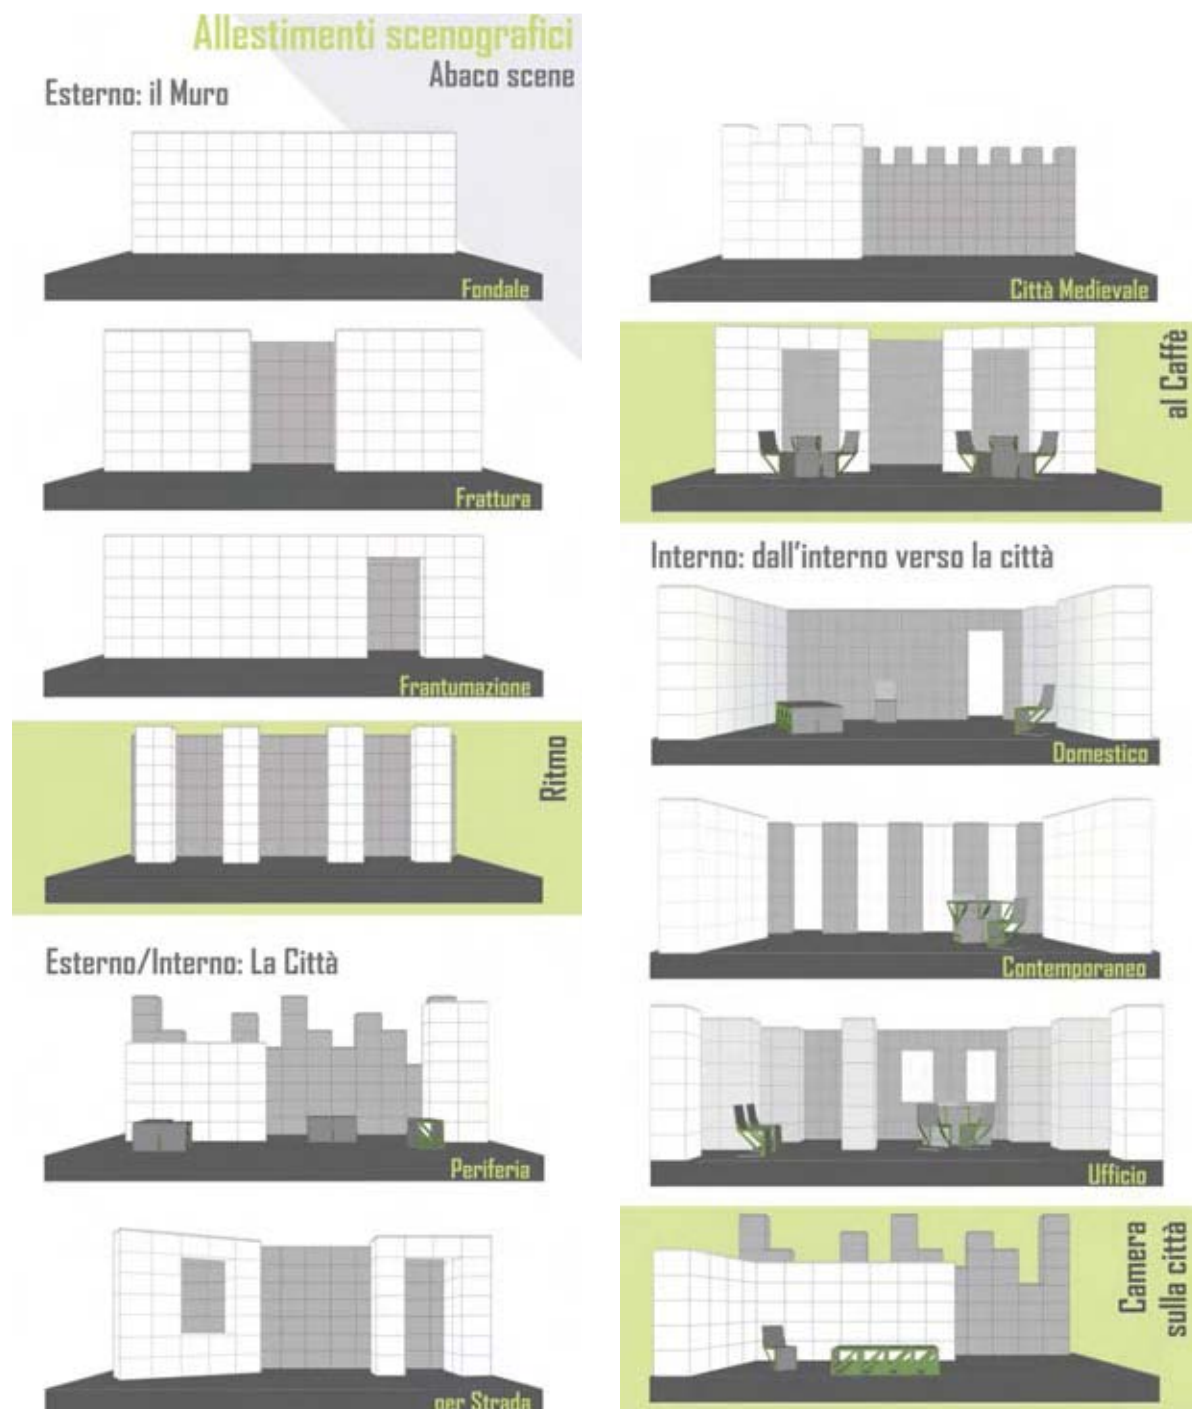 Allestimenti scenografici
Abaco scene
Esterno: il Muro
Fondale
Frattura
Frantumazione
Ritmo
Esterno/Interno: La Città
Periferia
per Strada
Città Medievale
al Caffè
Interno: dall'interno verso la città
Domestico
Contemporaneo
Ufficio
Camera
sulla città